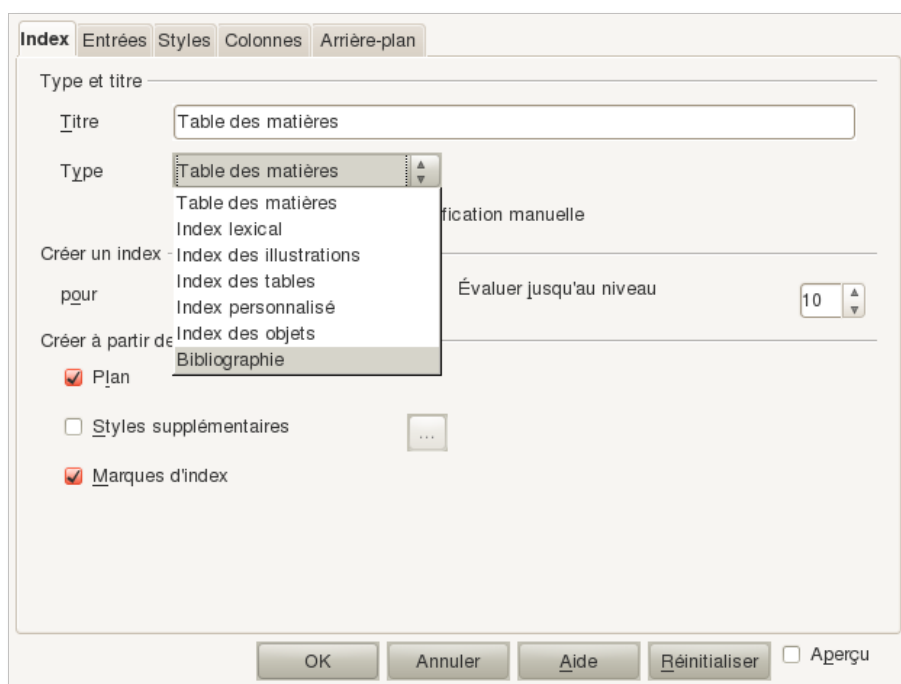 Index Entrées Styles Colonnes Arrière-plan
Type et titre
Titre Table des matières
Type Table des matières
Table des matières
fication manuelle
Index lexical
Créer un index
Index des illustrations
Index des tables
pour Évaluer jusqu'au niveau 10
Index personnalisé
Index des objets
Créer à partir de
Bibliographie
Plan
Styles supplémentaires ...
Marques d'index
OK Annuler Aide Réinitialiser Aperçu